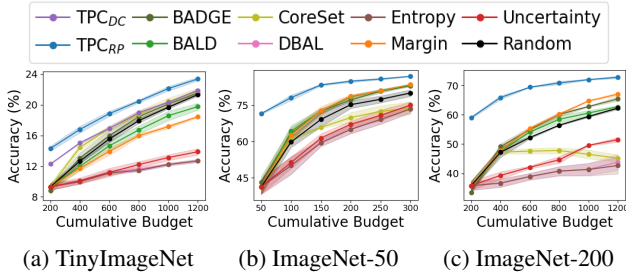 TPC_DC BADGE CoreSet Entropy Uncertainty
TPC_RP BALD DBAL Margin Random
Accuracy (%)
24
20
16
12
8
200 400 600 800 1000 1200
Cumulative Budget
(a) TinyImageNet
Accuracy (%)
75
60
45
50 100 150 200 250 300
Cumulative Budget
(b) ImageNet-50
Accuracy (%)
70
60
50
40
200 400 600 800 1000 1200
Cumulative Budget
(c) ImageNet-200